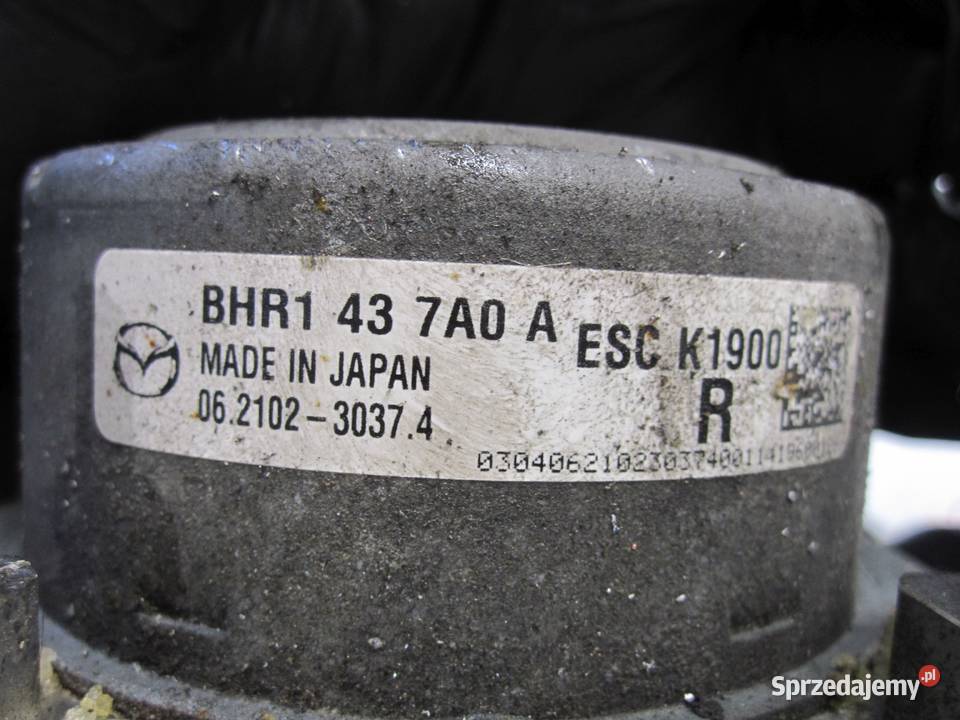 BHR1 43 7A0 A
MADE IN JAPAN
06.2102-3037.4
ESC K1900
R
Sprzedajemy.pl